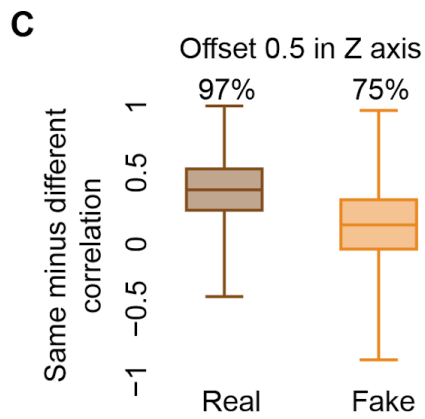 C
Offset 0.5 in Z axis
97% 75%
Same minus different
correlation
1
0.5
0
−0.5
−1
Real Fake